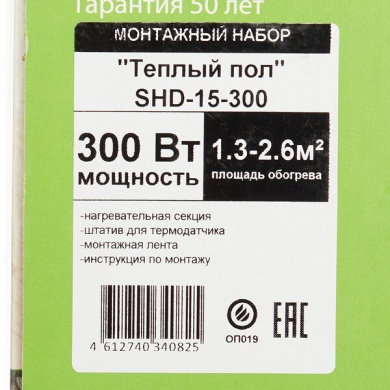 Гарантия 50 лет
МОНТАЖНЫЙ НАБОР
"Теплый пол"
SHD-15-300
300 Вт
мощность
1.3-2.6м²
площадь обогрева
-нагревательная секция
-штатив для термодатчика
-монтажная лента
-инструкция по монтажу
4 612740 340825
ОП019
ЕАС